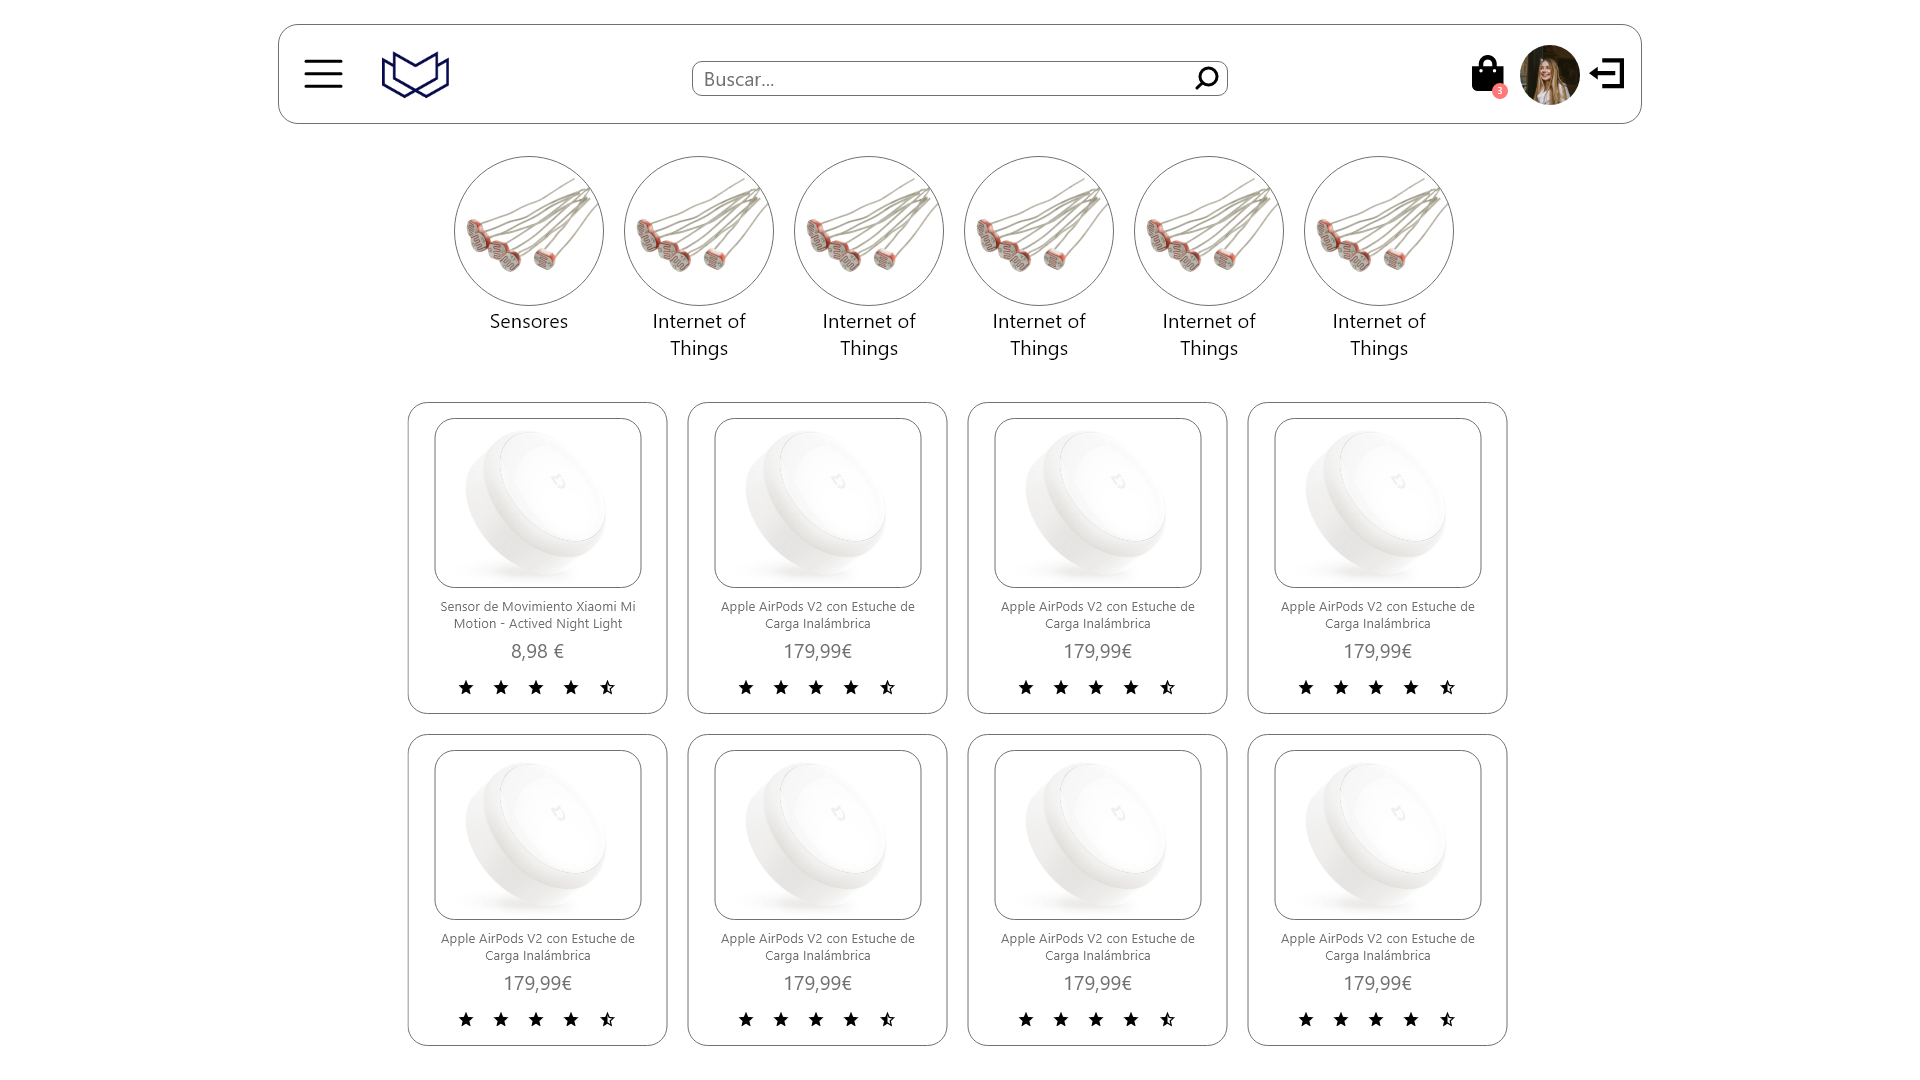 Buscar...
3
Sensores
Internet of
Things
Internet of
Things
Internet of
Things
Internet of
Things
Internet of
Things
Sensor de Movimiento Xiaomi Mi
Motion - Actived Night Light
8,98 €
Apple AirPods V2 con Estuche de
Carga Inalámbrica
179,99€
Apple AirPods V2 con Estuche de
Carga Inalámbrica
179,99€
Apple AirPods V2 con Estuche de
Carga Inalámbrica
179,99€
Apple AirPods V2 con Estuche de
Carga Inalámbrica
179,99€
Apple AirPods V2 con Estuche de
Carga Inalámbrica
179,99€
Apple AirPods V2 con Estuche de
Carga Inalámbrica
179,99€
Apple AirPods V2 con Estuche de
Carga Inalámbrica
179,99€